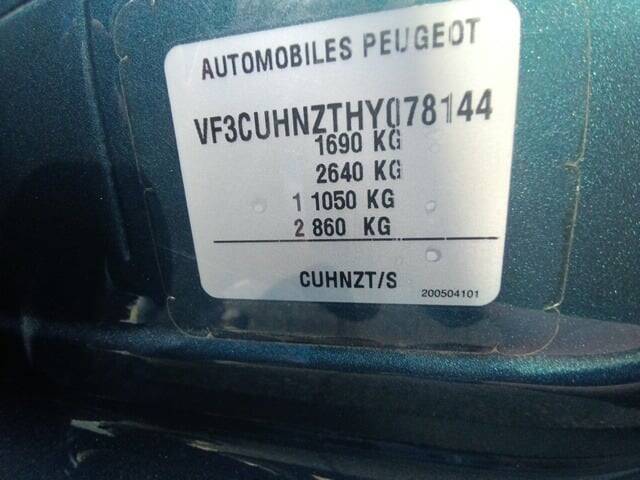 AUTOMOBILES PEUGEOT
VF3CUHNZTHY078144
1690 KG
2640 KG
1 1050 KG
2 860 KG
CUHNZT/S
200504101